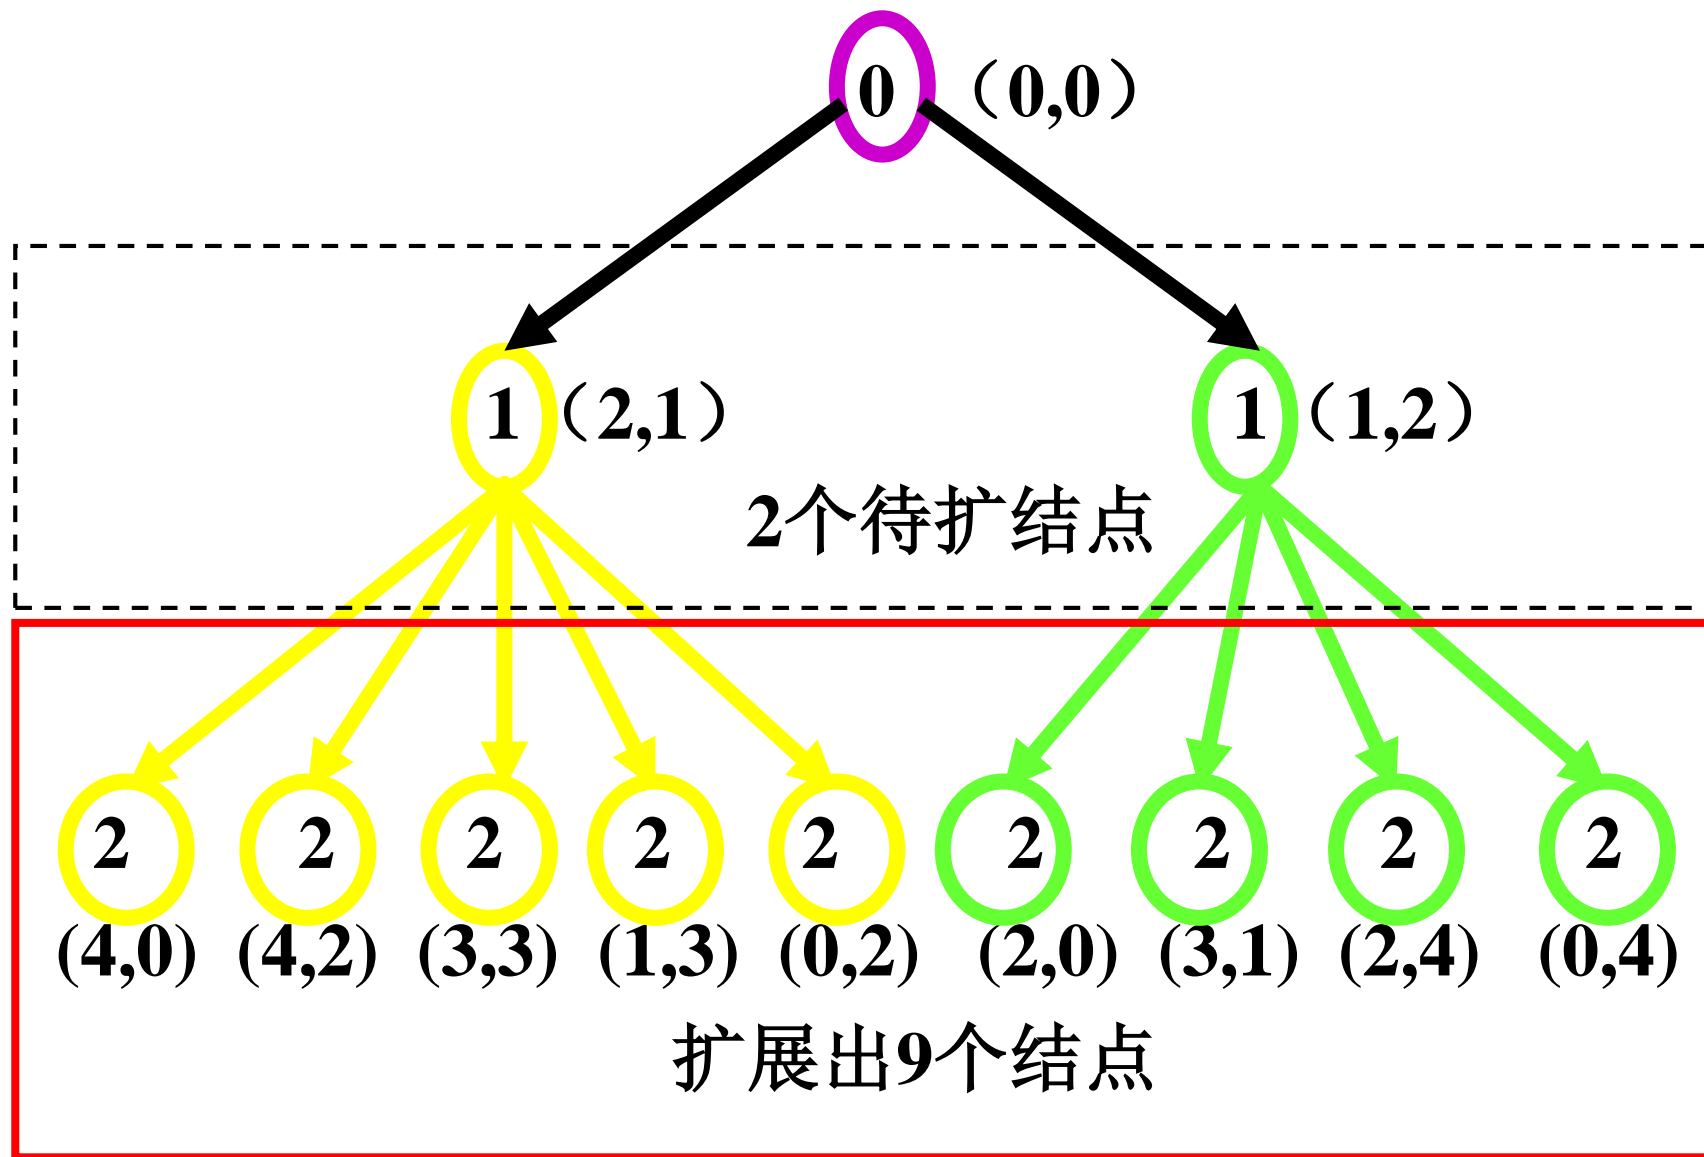 0 （0,0）
1（2,1） 1（1,2）
2个待扩结点
2 2 2 2 2 2 2 2 2
(4,0) (4,2) (3,3) (1,3) (0,2) (2,0) (3,1) (2,4) (0,4)
扩展出9个结点